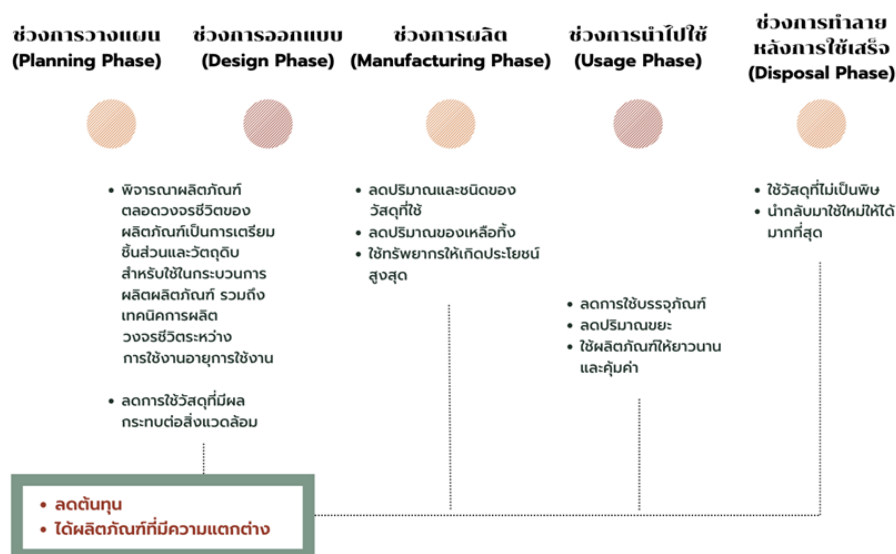 ช่วงการวางแผน
(Planning Phase)
ช่วงการออกแบบ
(Design Phase)
ช่วงการผลิต
(Manufacturing Phase)
ช่วงการนำไปใช้
(Usage Phase)
ช่วงการทำลาย
หลังการใช้เสร็จ
(Disposal Phase)
• พิจารณาผลิตภัณฑ์
ตลอดวงจรชีวิตของ
ผลิตภัณฑ์เป็นการเตรียม
ชิ้นส่วนและวัตถุดิบ
สำหรับใช้ในกระบวนการ
ผลิตผลิตภัณฑ์ รวมถึง
เทคนิคการผลิต
วงจรชีวิตระหว่าง
การใช้งานอายุการใช้งาน
• ลดการใช้วัสดุที่มีผล
กระทบต่อสิ่งแวดล้อม
• ลดปริมาณและชนิดของ
วัสดุที่ใช้
• ลดปริมาณของเหลือทิ้ง
• ใช้ทรัพยากรให้เกิดประโยชน์
สูงสุด
• ลดการใช้บรรจุภัณฑ์
• ลดปริมาณขยะ
• ใช้ผลิตภัณฑ์ให้ยาวนาน
และคุ้มค่า
• ใช้วัสดุที่ไม่เป็นพิษ
• นำกลับมาใช้ใหม่ให้ได้
มากที่สุด
• ลดต้นทุน
• ได้ผลิตภัณฑ์ที่มีความแตกต่าง